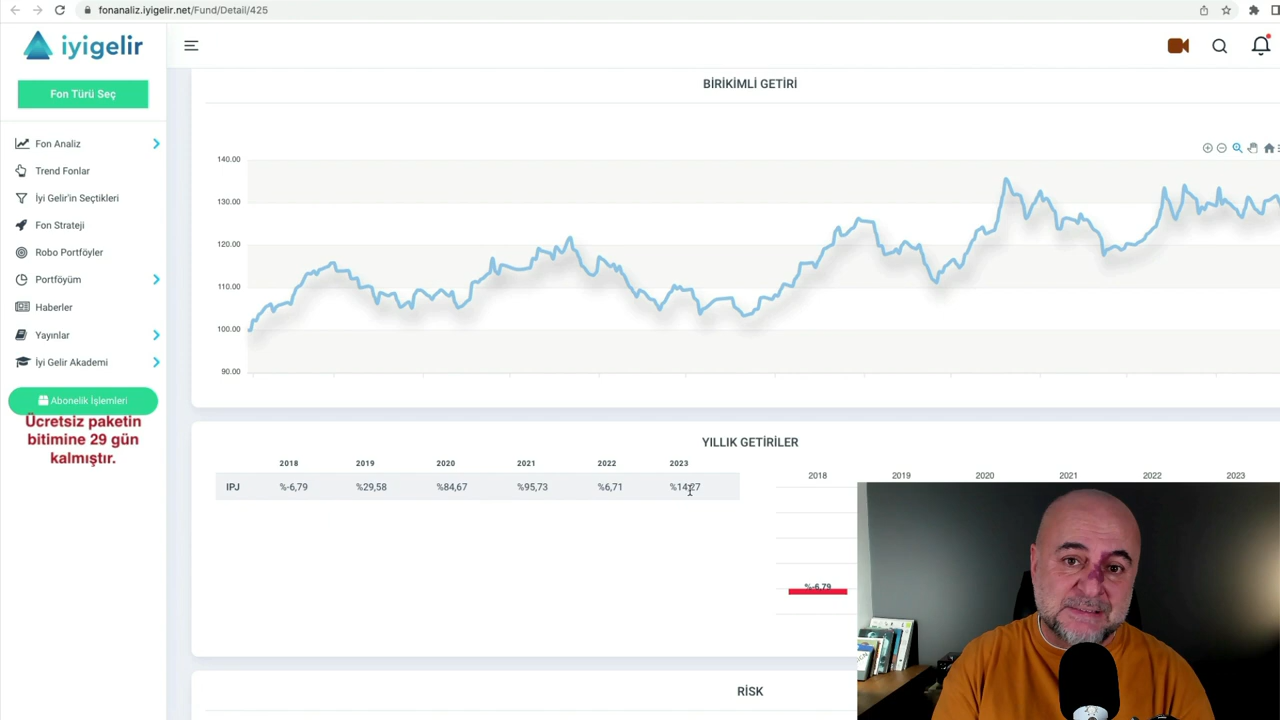 fonanaliz.iyigelir.net/Fund/Detail/425
iyigelir
Fon Türü Seç
Fon Analiz
Trend Fonlar
İyi Gelir'in Seçtikleri
Fon Strateji
Robo Portföyler
Portföyüm
Haberler
Yayınlar
İyi Gelir Akademi
Abonelik İşlemleri
Ücretsiz paketin
bitimine 29 gün
kalmıştır.
BİRİKİMLİ GETİRİ
140.00
130.00
120.00
110.00
100.00
90.00
YILLIK GETİRİLER
2018 2019 2020 2021 2022 2023
IPJ %-6,79 %29,58 %84,67 %95,73 %6,71 %14,27
2018 2019 2020 2021 2022 2023
%-6,79
RİSK